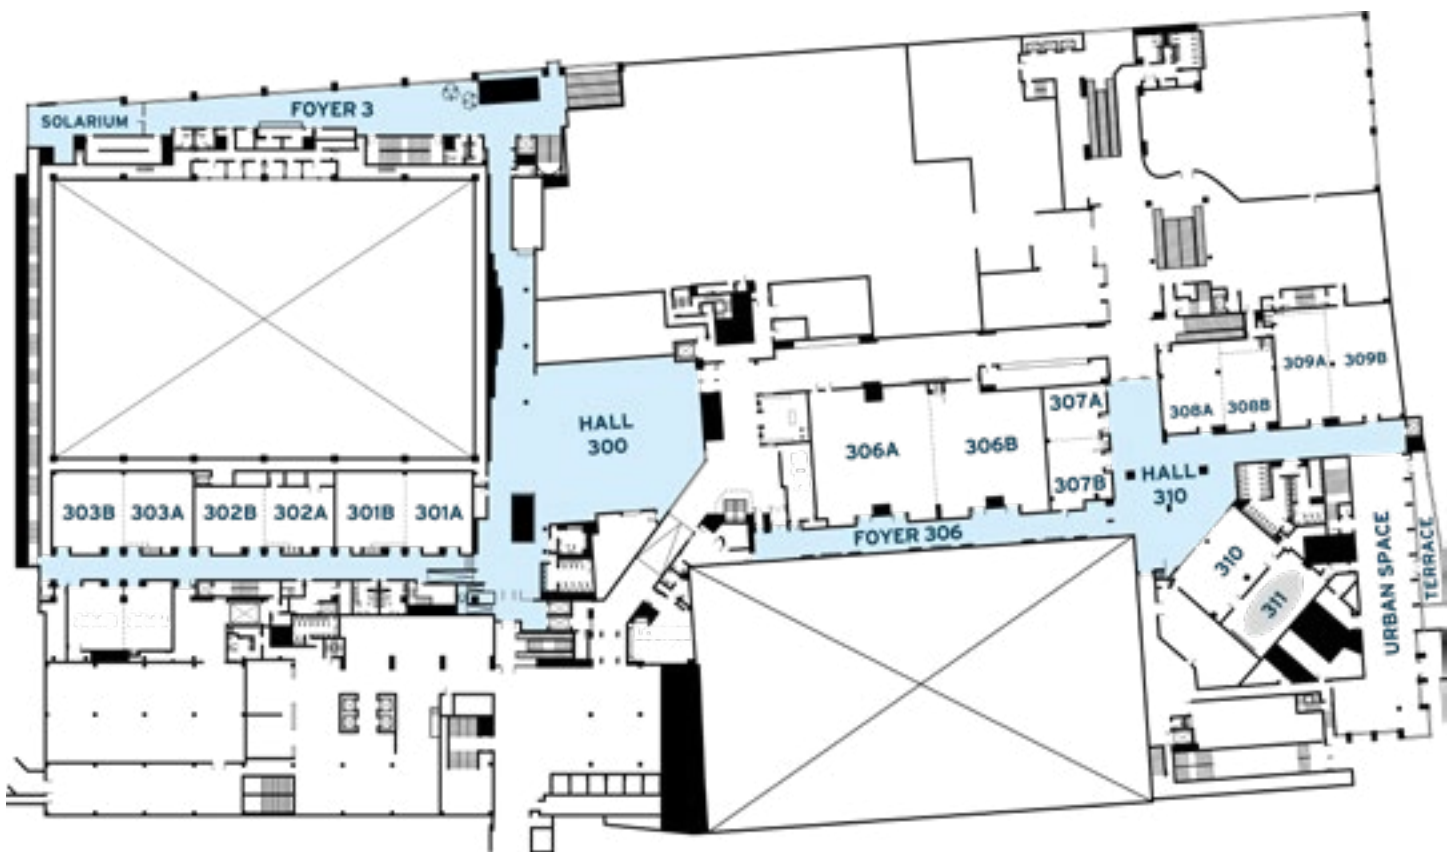 FOYER 3
SOLARIUM
HALL
300
303B
303A
302B
302A
301B
301A
306A
306B
307A
307B
FOYER 306
HALL
310
308A
308B
309A
309B
310
311
URBAN SPACE
TERRACE